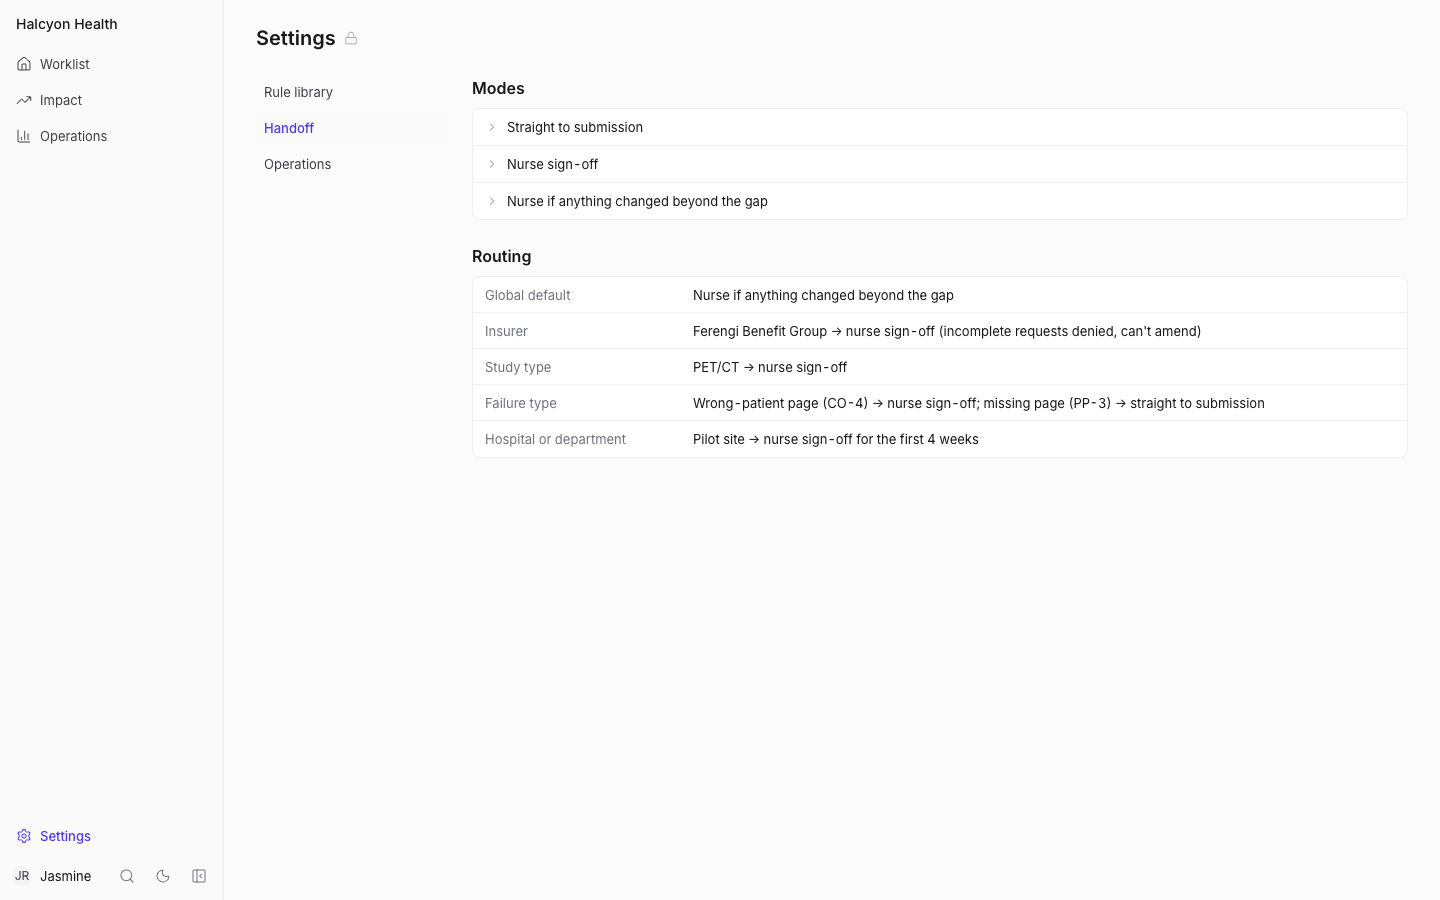 Halcyon Health
Worklist
Impact
Operations
Settings
JR Jasmine
Settings
Rule library
Handoff
Operations
Modes
Straight to submission
Nurse sign-off
Nurse if anything changed beyond the gap
Routing
Global default Nurse if anything changed beyond the gap
Insurer Ferengi Benefit Group → nurse sign-off (incomplete requests denied, can't amend)
Study type PET/CT → nurse sign-off
Failure type Wrong-patient page (CO-4) → nurse sign-off; missing page (PP-3) → straight to submission
Hospital or department Pilot site → nurse sign-off for the first 4 weeks